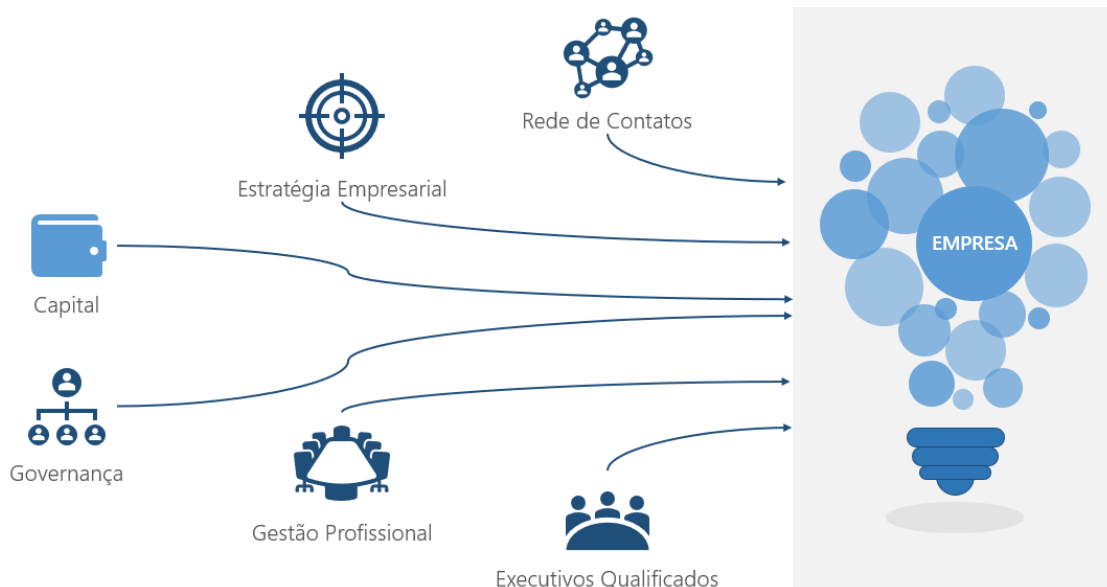 Rede de Contatos
Estratégia Empresarial
EMPRESA
Capital
Governança
Gestão Profissional
Executivos Qualificados